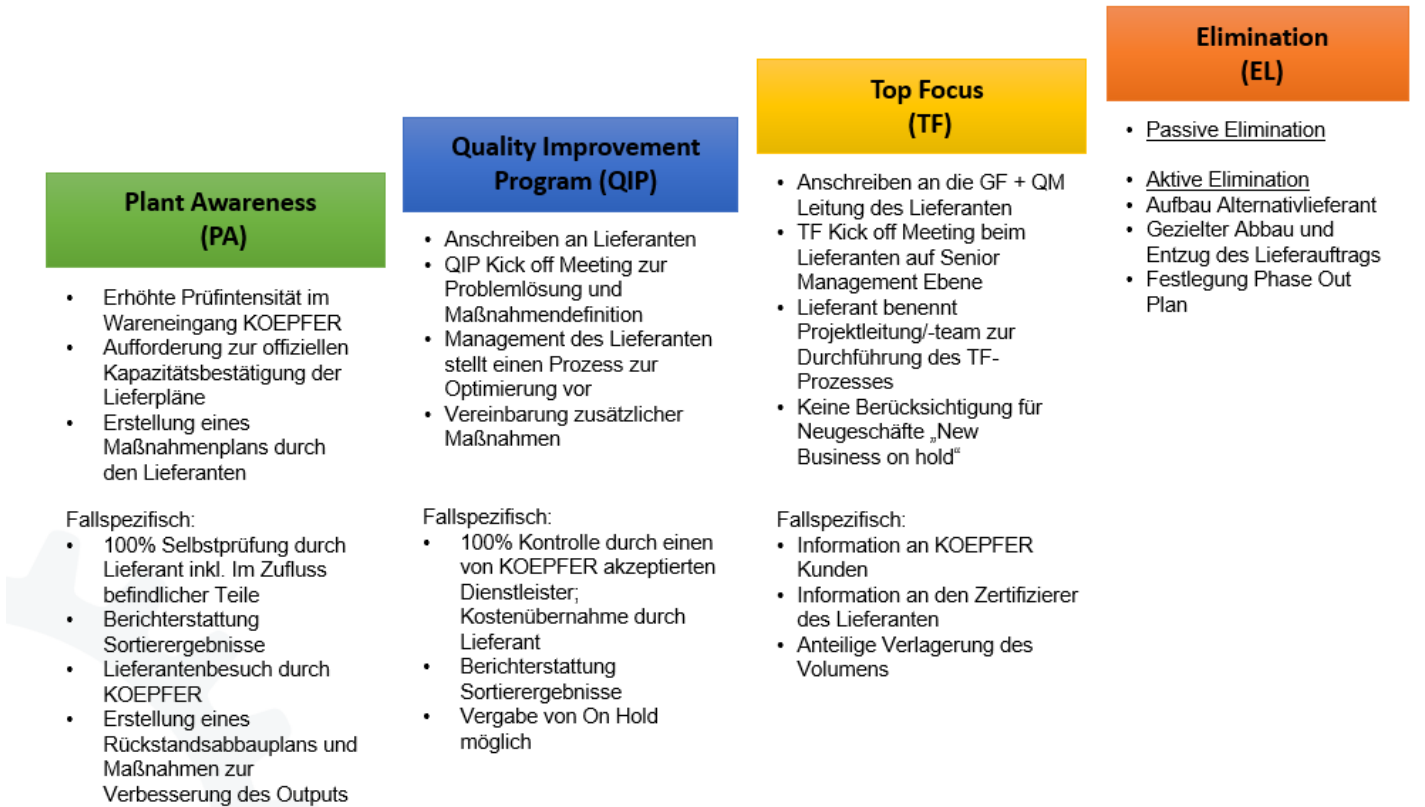 Plant Awareness
(PA)
• Erhöhte Prüfintensität im
Wareneingang KOEPFER
• Aufforderung zur offiziellen
Kapazitätsbestätigung der
Lieferpläne
• Erstellung eines
Maßnahmenplans durch
den Lieferanten
Fallspezifisch:
• 100% Selbstprüfung durch
Lieferant inkl. Im Zufluss
befindlicher Teile
• Berichterstattung
Sortierergebnisse
• Lieferantenbesuch durch
KOEPFER
• Erstellung eines
Rückstandsabbauplans und
Maßnahmen zur
Verbesserung des Outputs
Quality Improvement
Program (QIP)
• Anschreiben an Lieferanten
• QIP Kick off Meeting zur
Problemlösung und
Maßnahmendefinition
• Management des Lieferanten
stellt einen Prozess zur
Optimierung vor
• Vereinbarung zusätzlicher
Maßnahmen
Fallspezifisch:
• 100% Kontrolle durch einen
von KOEPFER akzeptierten
Dienstleister;
Kostenübernahme durch
Lieferant
• Berichterstattung
Sortierergebnisse
• Vergabe von On Hold
möglich
Top Focus
(TF)
• Anschreiben an die GF + QM
Leitung des Lieferanten
• TF Kick off Meeting beim
Lieferanten auf Senior
Management Ebene
• Lieferant benennt
Projektleitung/-team zur
Durchführung des TF-
Prozesses
• Keine Berücksichtigung für
Neugeschäfte „New
Business on hold“
Fallspezifisch:
• Information an KOEPFER
Kunden
• Information an den Zertifizierer
des Lieferanten
• Anteilige Verlagerung des
Volumens
Elimination
(EL)
• Passive Elimination
• Aktive Elimination
• Aufbau Alternativlieferant
• Gezielter Abbau und
Entzug des Lieferauftrags
• Festlegung Phase Out
Plan